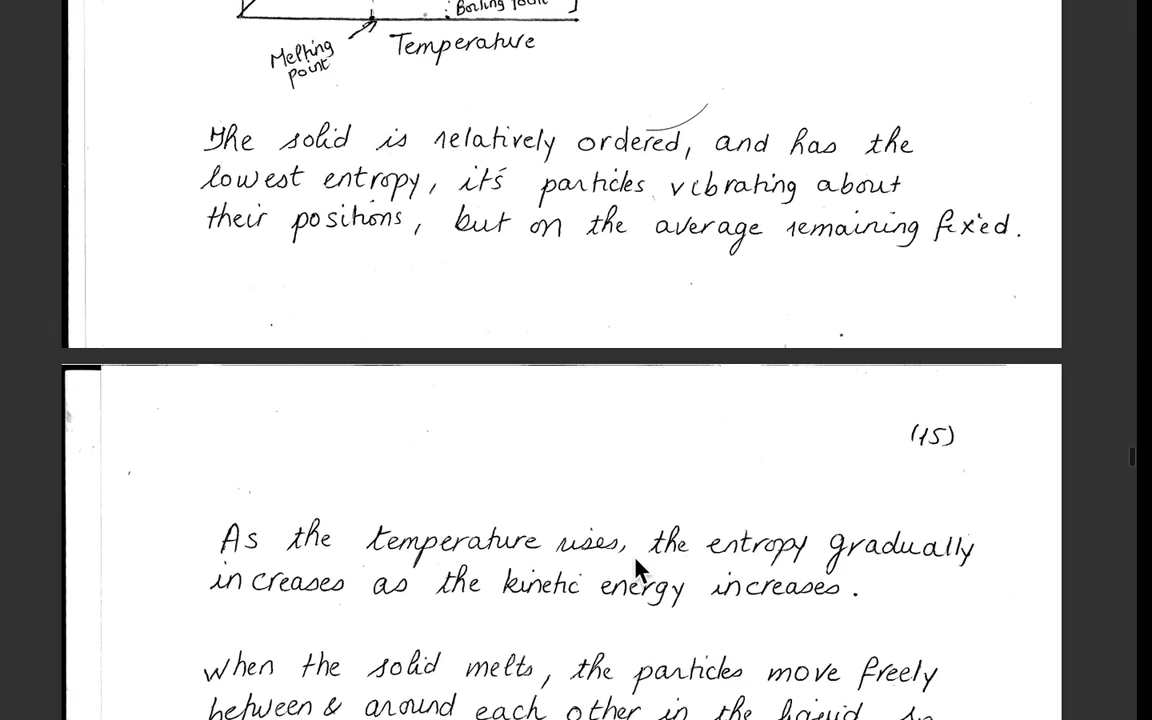 Boiling Point
Melting
point
Temperature
The solid is relatively ordered, and has the
lowest entropy, it's particles vibrating about
their positions, but on the average remaining fixed.
(15)
As the temperature rises, the entropy gradually
increases as the kinetic energy increases.
When the solid melts, the particles move freely
between & around each other in the liquid, so